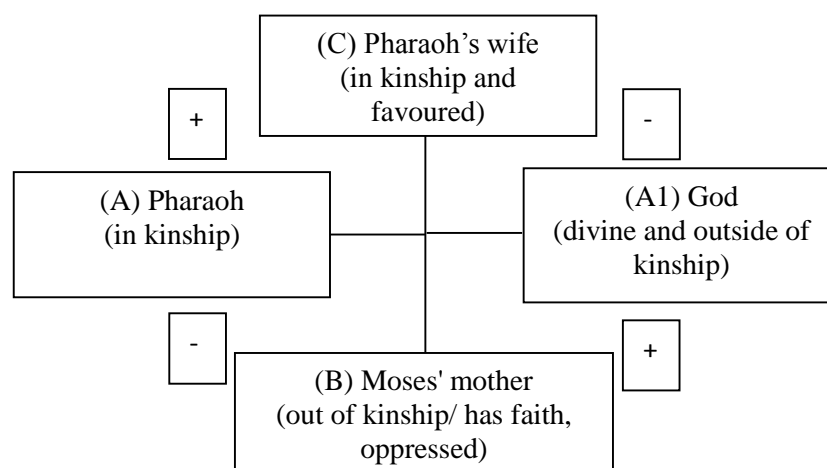 (C) Pharaoh’s wife
(in kinship and
favoured)
+
-
(A) Pharaoh
(in kinship)
(A1) God
(divine and outside of
kinship)
-
+
(B) Moses' mother
(out of kinship/ has faith,
oppressed)